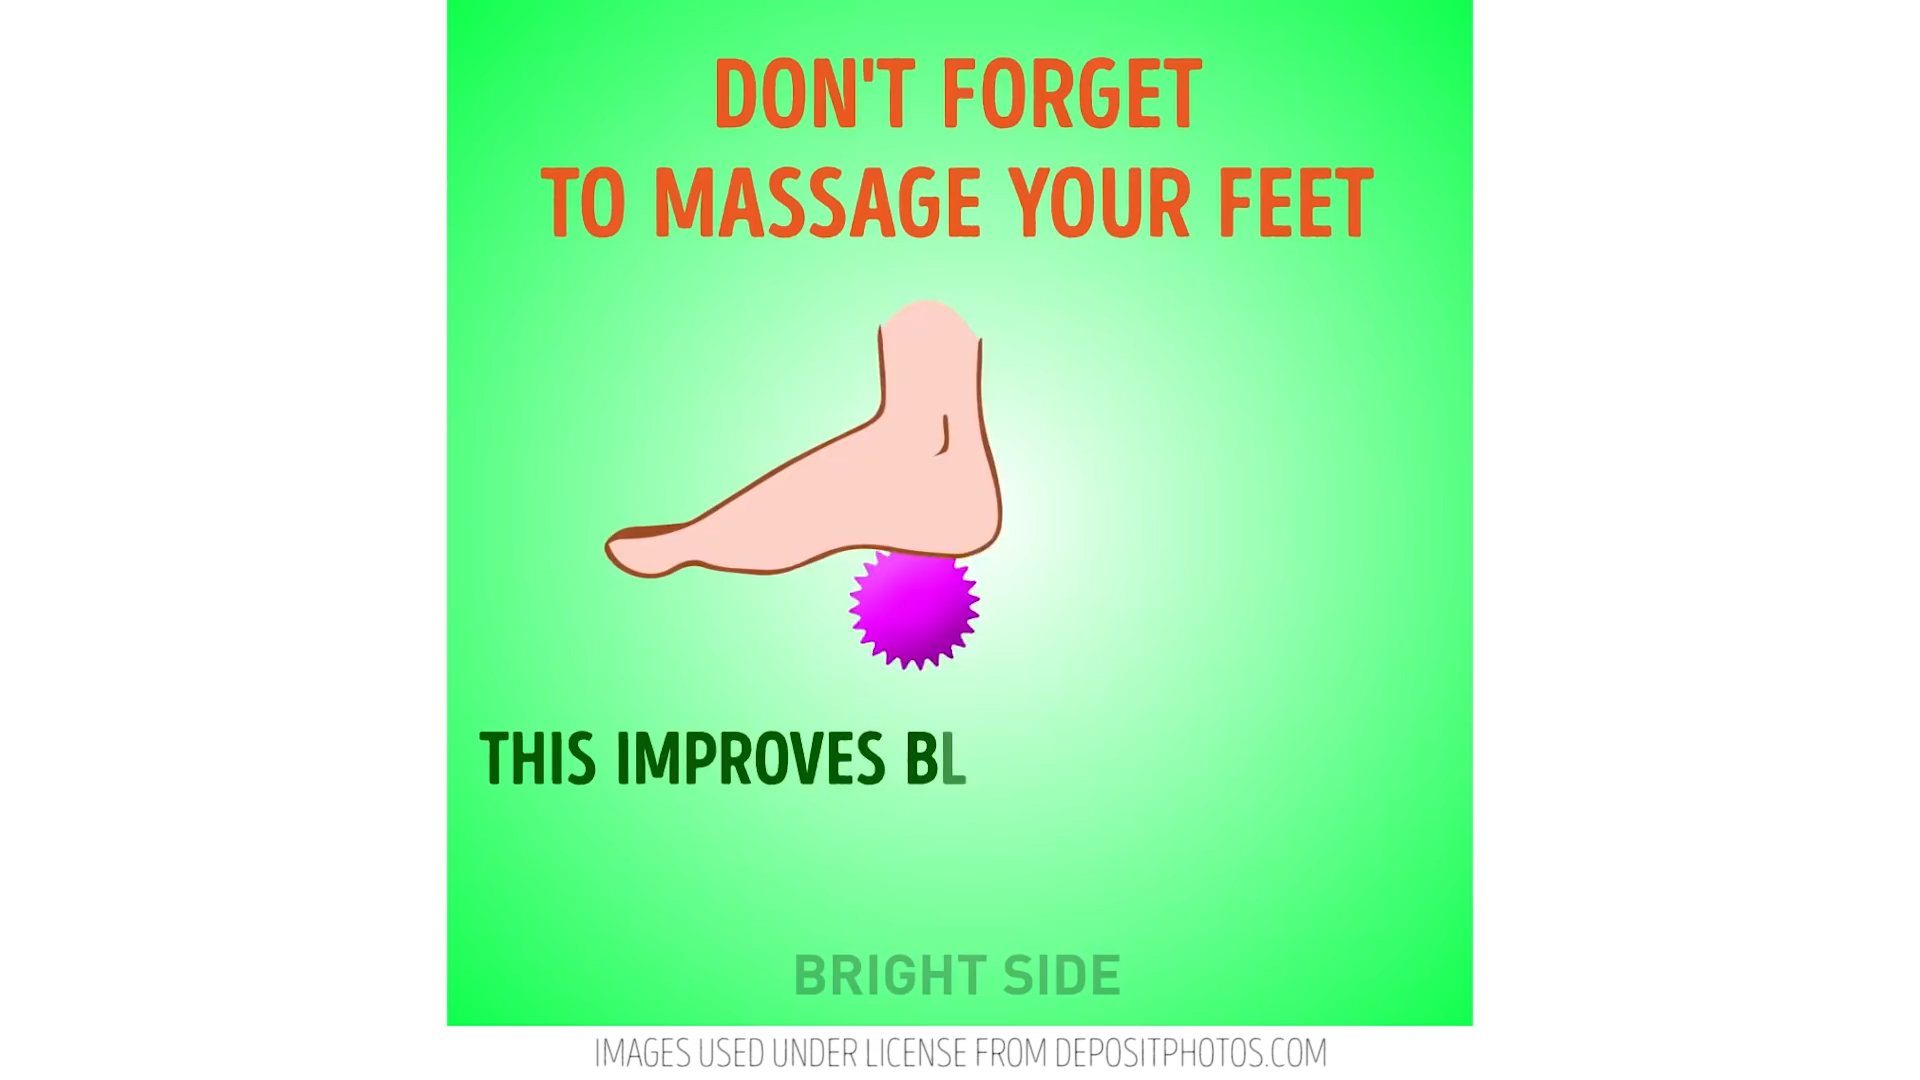 DON'T FORGET
TO MASSAGE YOUR FEET
THIS IMPROVES BL
BRIGHT SIDE
IMAGES USED UNDER LICENSE FROM DEPOSITPHOTOS.COM